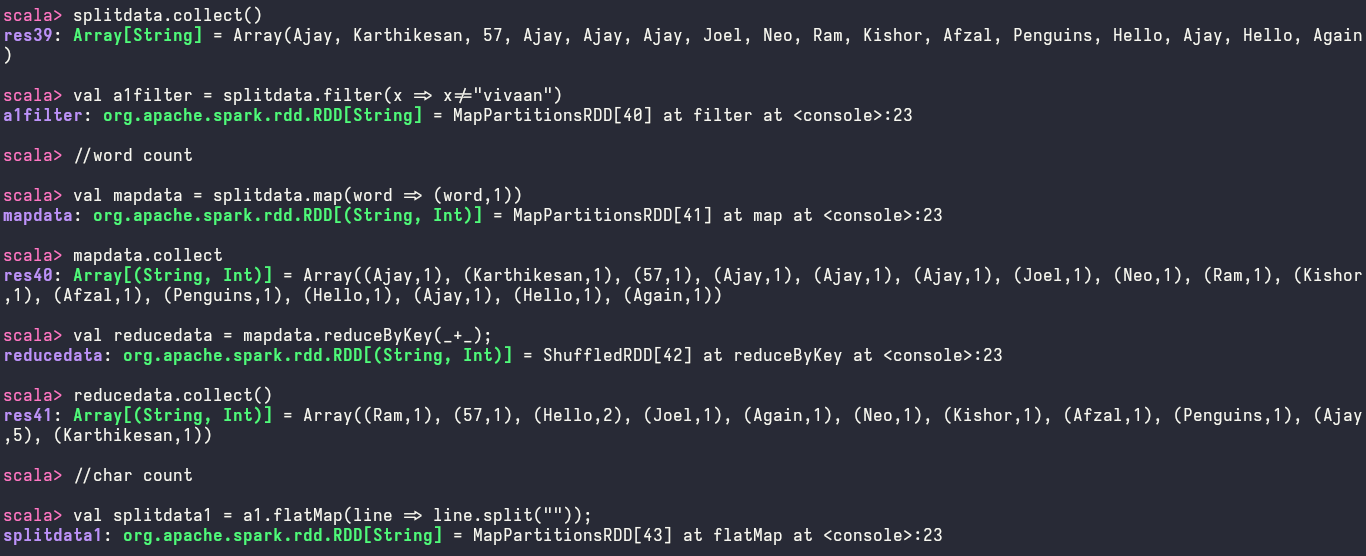 scala> splitdata.collect()
res39: Array[String] = Array(Ajay, Karthikesan, 57, Ajay, Ajay, Ajay, Joel, Neo, Ram, Kishor, Afzal, Penguins, Hello, Ajay, Hello, Again
)
scala> val a1filter = splitdata.filter(x => x!="vivaan")
a1filter: org.apache.spark.rdd.RDD[String] = MapPartitionsRDD[40] at filter at <console>:23
scala> //word count
scala> val mapdata = splitdata.map(word => (word,1))
mapdata: org.apache.spark.rdd.RDD[(String, Int)] = MapPartitionsRDD[41] at map at <console>:23
scala> mapdata.collect
res40: Array[(String, Int)] = Array((Ajay,1), (Karthikesan,1), (57,1), (Ajay,1), (Ajay,1), (Ajay,1), (Joel,1), (Neo,1), (Ram,1), (Kishor
,1), (Afzal,1), (Penguins,1), (Hello,1), (Ajay,1), (Hello,1), (Again,1))
scala> val reducedata = mapdata.reduceByKey(_+_);
reducedata: org.apache.spark.rdd.RDD[(String, Int)] = ShuffledRDD[42] at reduceByKey at <console>:23
scala> reducedata.collect()
res41: Array[(String, Int)] = Array((Ram,1), (57,1), (Hello,2), (Joel,1), (Again,1), (Neo,1), (Kishor,1), (Afzal,1), (Penguins,1), (Ajay
,5), (Karthikesan,1))
scala> //char count
scala> val splitdata1 = a1.flatMap(line => line.split(""));
splitdata1: org.apache.spark.rdd.RDD[String] = MapPartitionsRDD[43] at flatMap at <console>:23